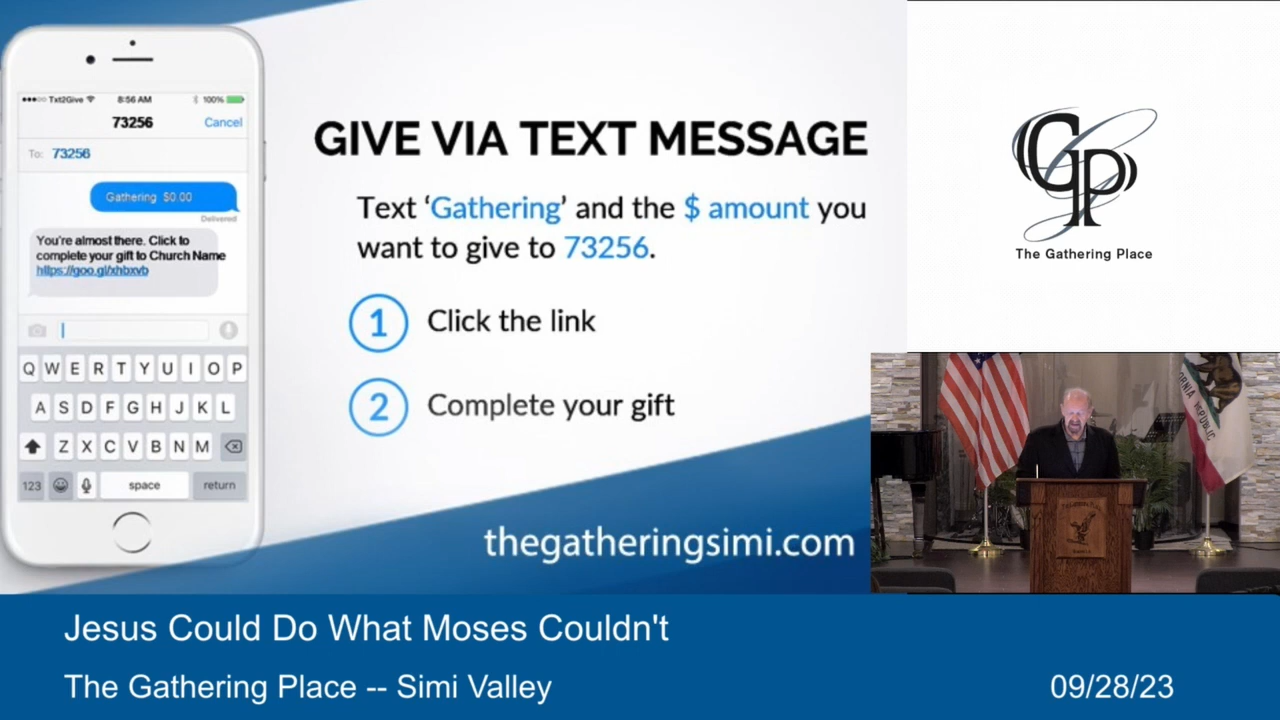 Txt2Give 8:56 AM 100%
73256 Cancel
To: 73256
Gathering $0.00
Delivered
You're almost there. Click to
complete your gift to Church Name
https://goo.gl/xhbxvb
Q W E R T Y U I O P
A S D F G H J K L
Z X C V B N M
123 space return
GIVE VIA TEXT MESSAGE
Text ‘Gathering’ and the $ amount you
want to give to 73256.
1 Click the link
2 Complete your gift
thegatheringsimi.com
GP
The Gathering Place
REPUBLIC
Jesus Could Do What Moses Couldn't
The Gathering Place -- Simi Valley
09/28/23